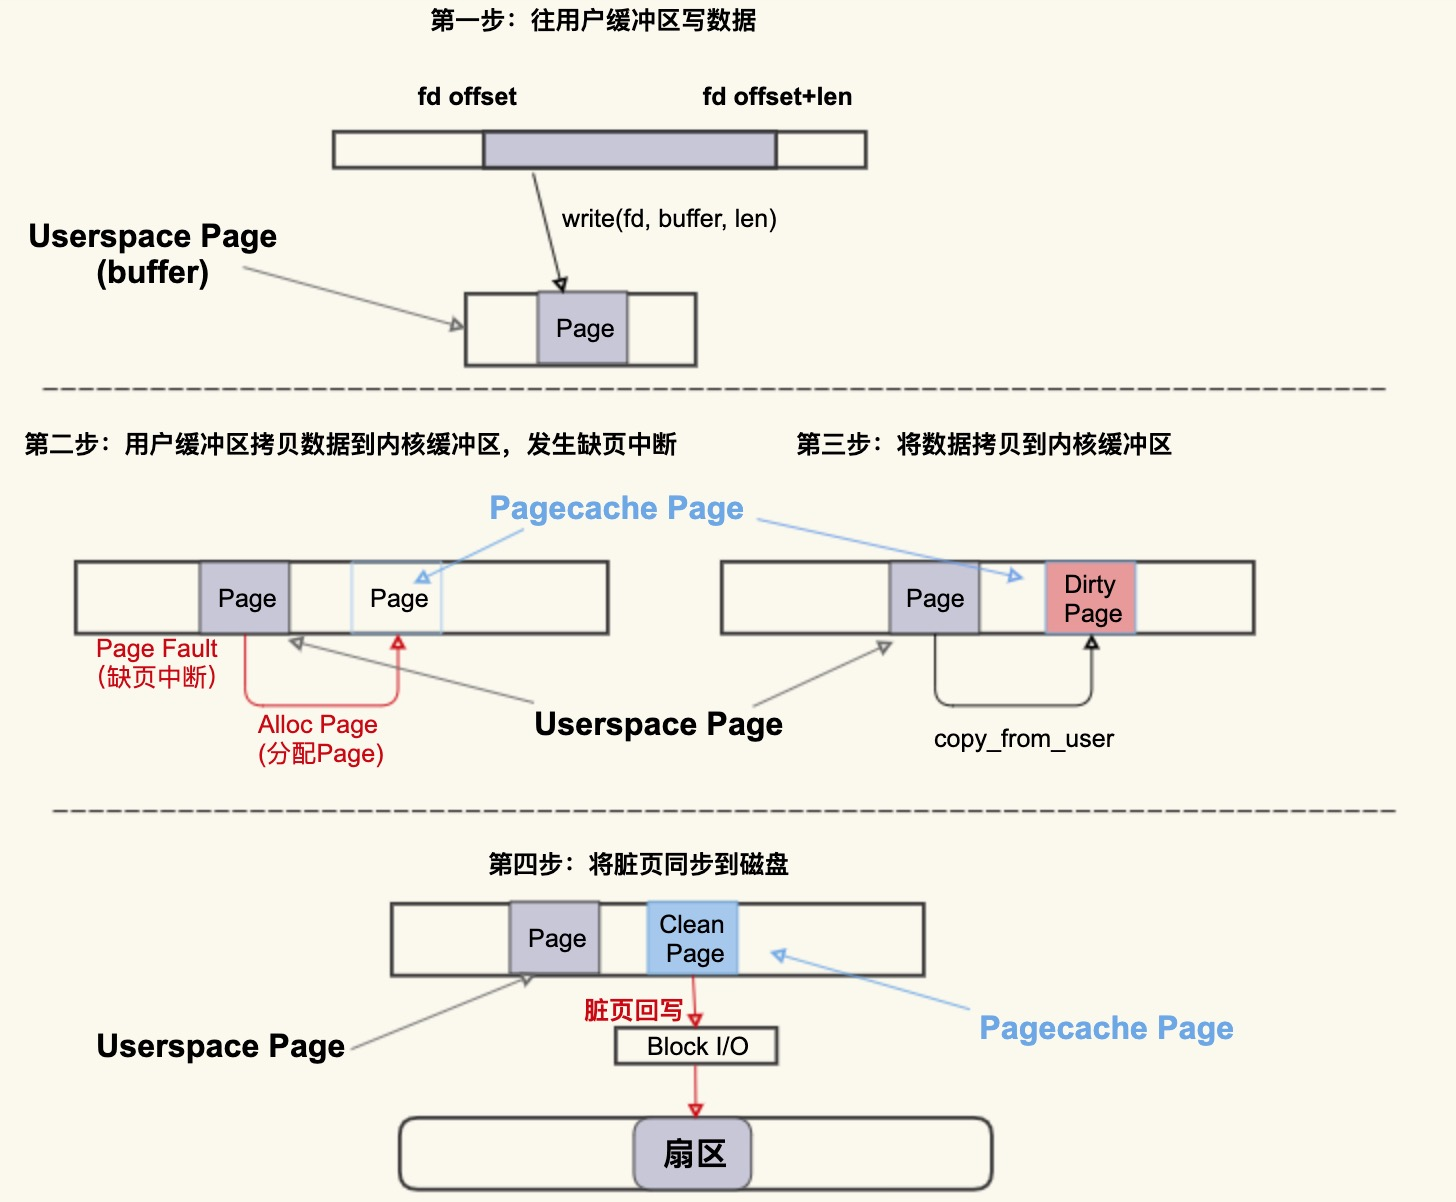 第一步：往用户缓冲区写数据
fd offset
fd offset+len
write(fd, buffer, len)
Userspace Page
(buffer)
Page
第二步：用户缓冲区拷贝数据到内核缓冲区，发生缺页中断
第三步：将数据拷贝到内核缓冲区
Pagecache Page
Page
Page
Page
Dirty
Page
Page Fault
（缺页中断）
Alloc Page
(分配Page)
Userspace Page
copy_from_user
第四步：将脏页同步到磁盘
Page
Clean
Page
脏页回写
Userspace Page
Block I/O
Pagecache Page
扇区